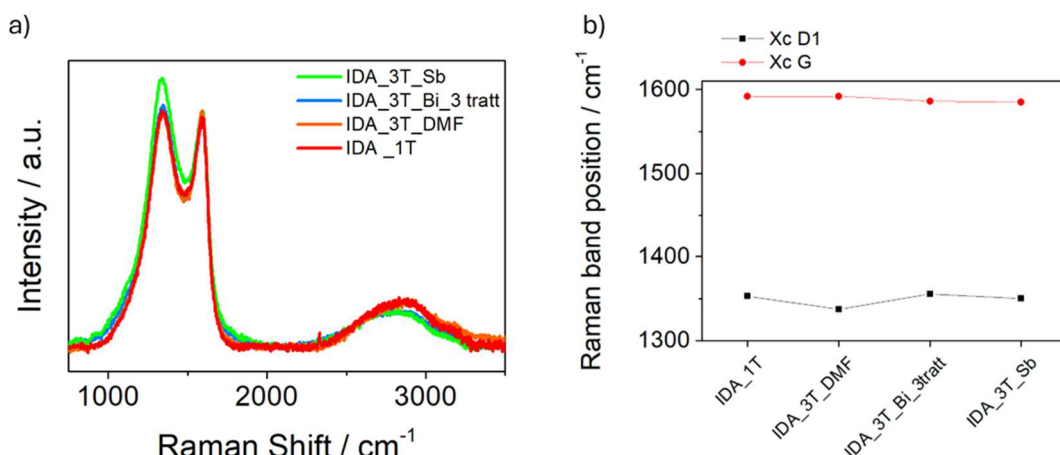 a)
IDA_3T_Sb
IDA_3T_Bi_3 tratt
IDA_3T_DMF
IDA _1T
Intensity / a.u.
1000 2000 3000
Raman Shift / cm-1
b)
Xc D1
Xc G
Raman band position / cm-1
1600
1500
1400
1300
IDA_1T
IDA_3T_DMF
IDA_3T_Bi_3tratt
IDA_3T_Sb